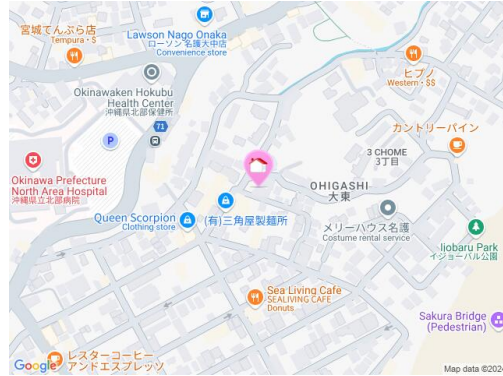 宮城てんぷら店
Tempura · $
Lawson Nago Onaka
ローソン 名護大中店
Convenience store
Okinawaken Hokubu
Health Center
沖縄県北部保健所
71
P
ヒプノ
Western · $$
カントリーパイン
3 CHOME
3丁目
Okinawa Prefecture
North Area Hospital
沖縄県立北部病院
OHIGASHI
大東
Queen Scorpion
Clothing store
(有)三角屋製麺所
メリーハウス名護
Costume rental service
Iiobaru Park
イジョーバル公園
Sea Living Cafe
SEALIVING CAFE
Donuts
Sakura Bridge
(Pedestrian)
レスターコーヒー
アンドエスプレッソ
Google
Map data ©202